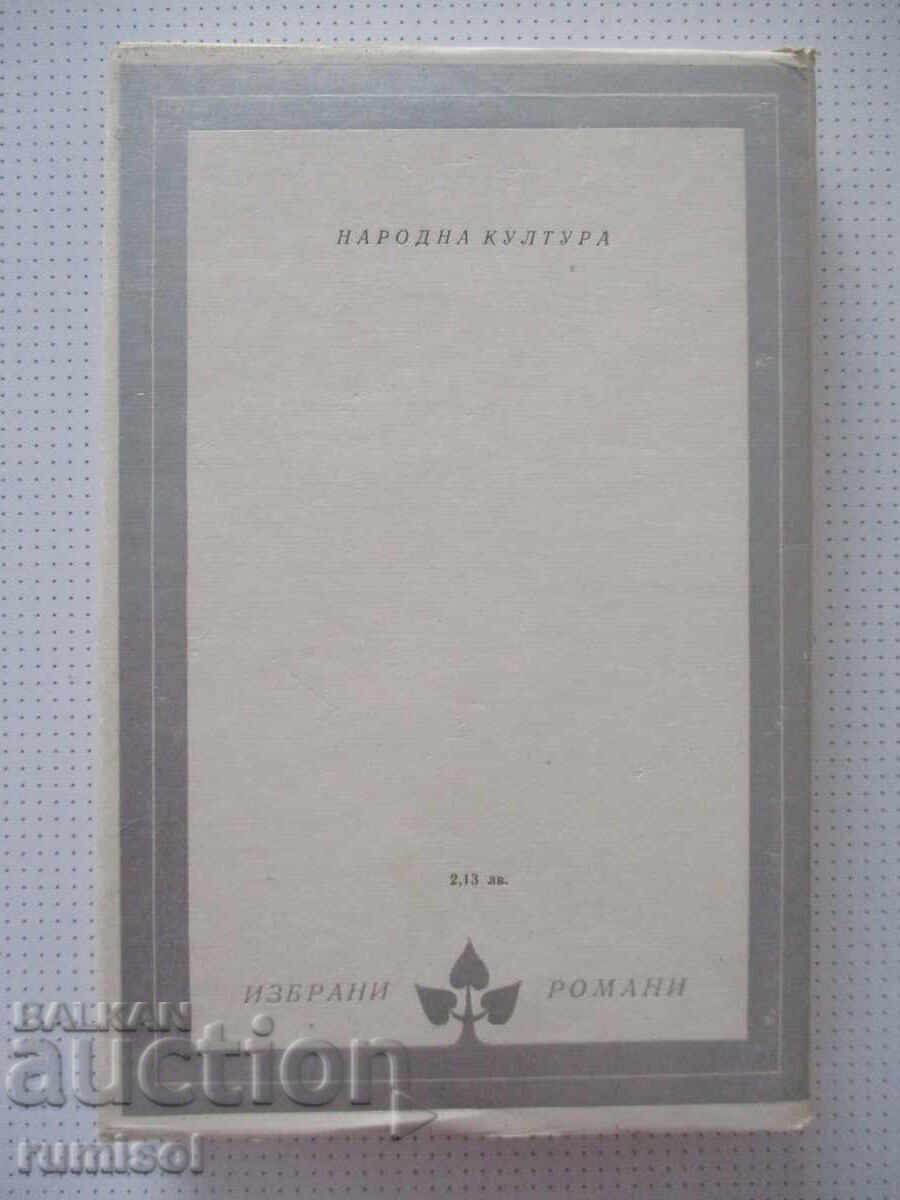 НАРОДНА КУЛТУРА
2,13 лв.
ИЗБРАНИ РОМАНИ
BALKAN
auction
rumisol